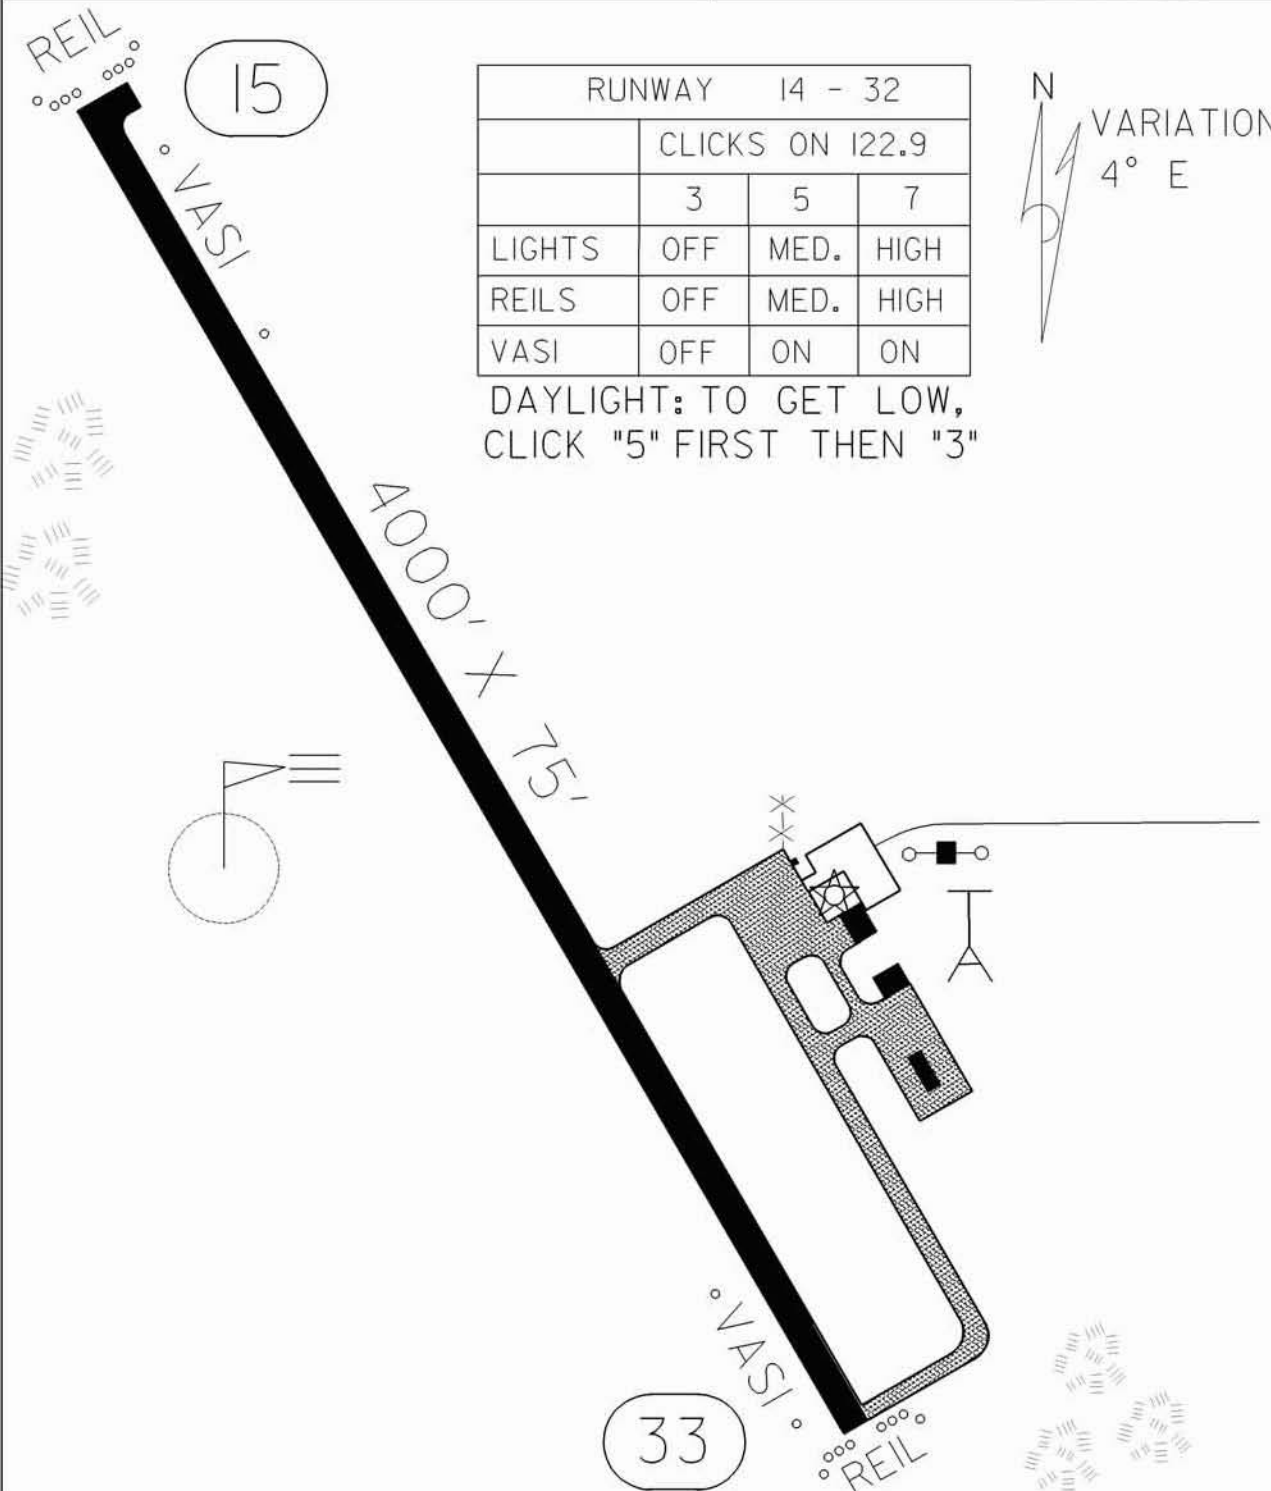 REIL
15
RUNWAY 14 - 32
CLICKS ON 122.9
3 5 7
LIGHTS OFF MED. HIGH
REILS OFF MED. HIGH
VASI OFF ON ON
DAYLIGHT: TO GET LOW,
CLICK "5" FIRST THEN "3"
N
VARIATION
4° E
VASI
4000' X 75'
VASI
33
REIL